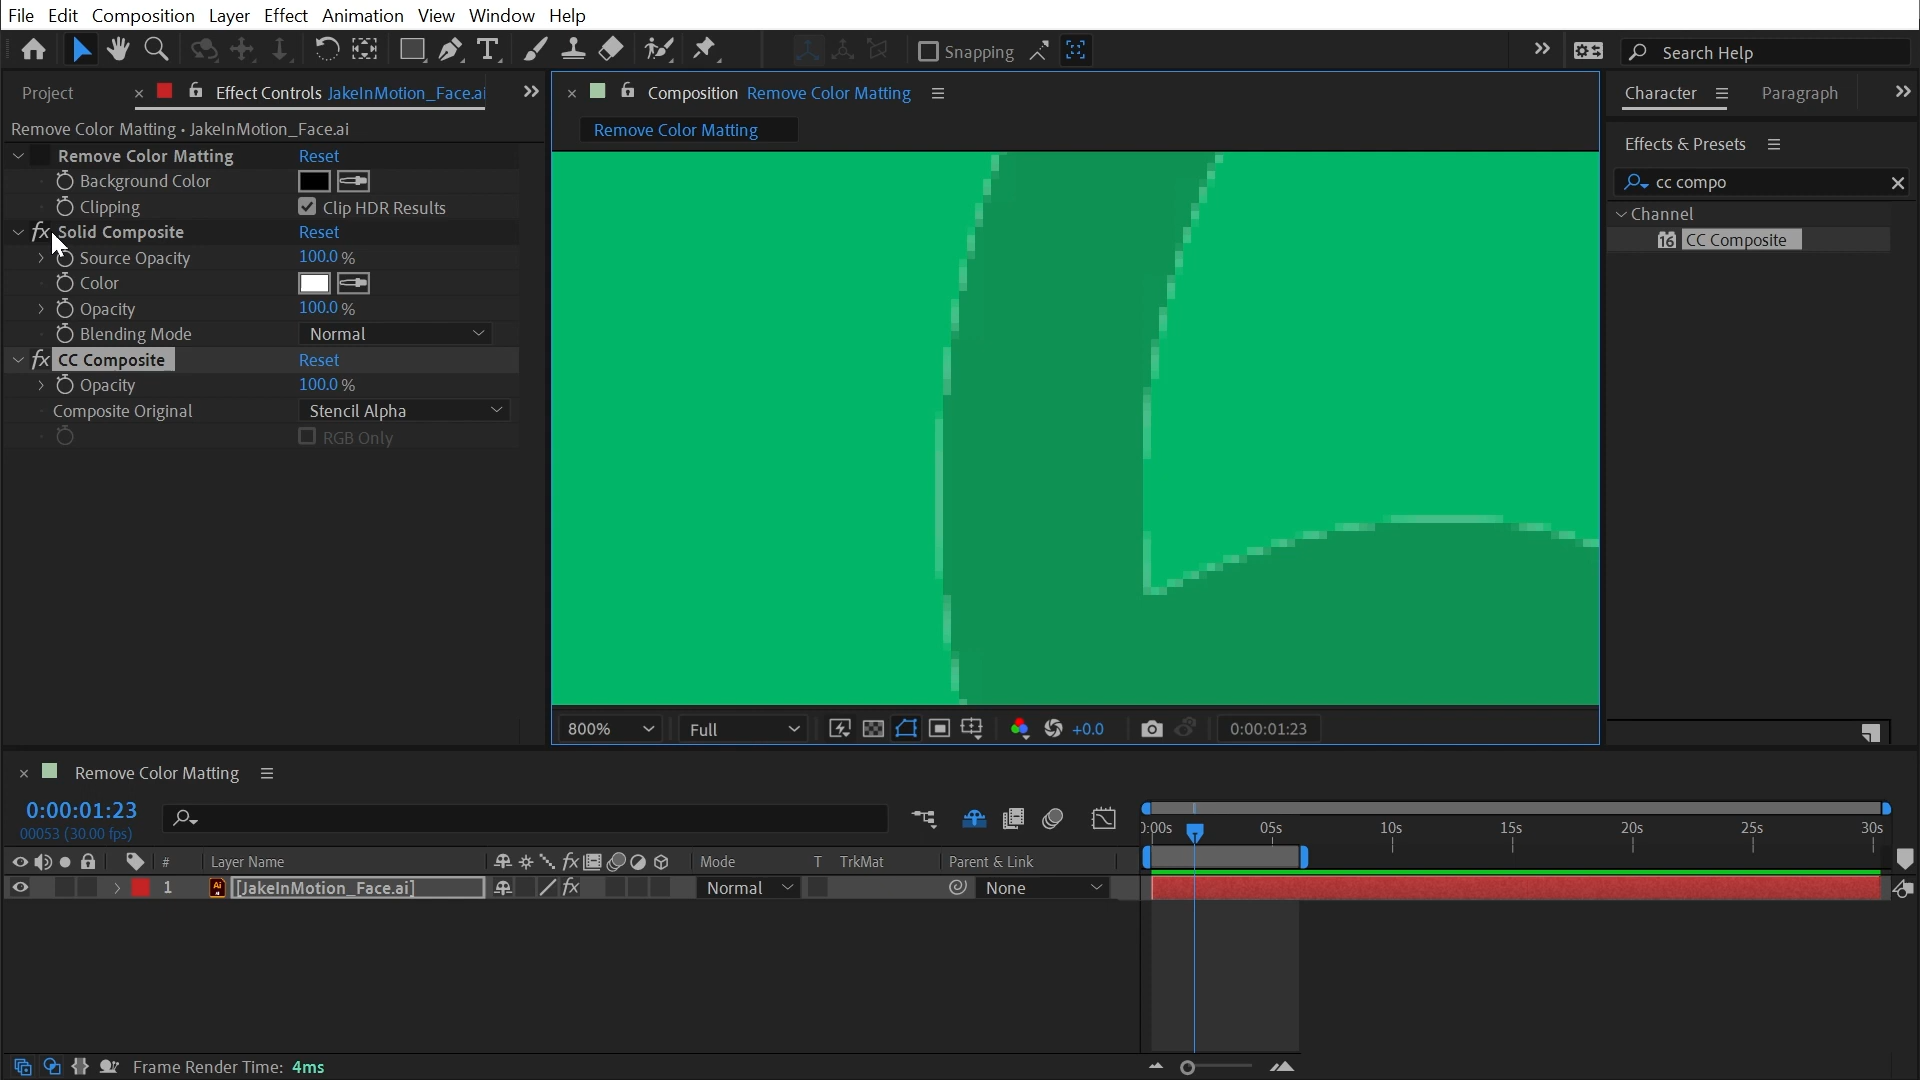 File Edit Composition Layer Effect Animation View Window Help
Snapping
Search Help
Project
Effect Controls JakeInMotion_Face.ai
Composition Remove Color Matting
Character
Paragraph
Remove Color Matting • JakeInMotion_Face.ai
Remove Color Matting
Effects & Presets
Remove Color Matting Reset
Background Color
Clipping Clip HDR Results
fx Solid Composite Reset
Source Opacity 100.0 %
Color
Opacity 100.0 %
Blending Mode Normal
fx CC Composite Reset
Opacity 100.0 %
Composite Original Stencil Alpha
RGB Only
cc compo
Channel
16 CC Composite
800% Full +0.0 0:00:01:23
Remove Color Matting
0:00:01:23
00053 (30.00 fps)
0:00s 05s 10s 15s 20s 25s 30s
# Layer Name fx Mode T TrkMat Parent & Link
1 Ai [JakeInMotion_Face.ai] fx Normal None
Frame Render Time: 4ms